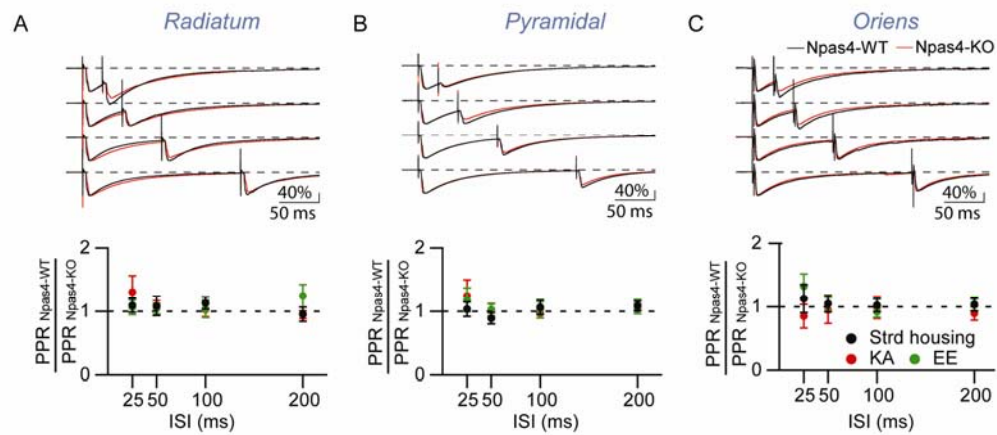 A Radiatum
B Pyramidal
C Oriens
Npas4-WT Npas4-KO
40%
50 ms
40%
50 ms
40%
50 ms
PPR Npas4-WT
PPR Npas4-KO
2
1
0
25 50 100 200
ISI (ms)
PPR Npas4-WT
PPR Npas4-KO
2
1
0
25 50 100 200
ISI (ms)
PPR Npas4-WT
PPR Npas4-KO
2
1
0
Strd housing
KA EE
25 50 100 200
ISI (ms)